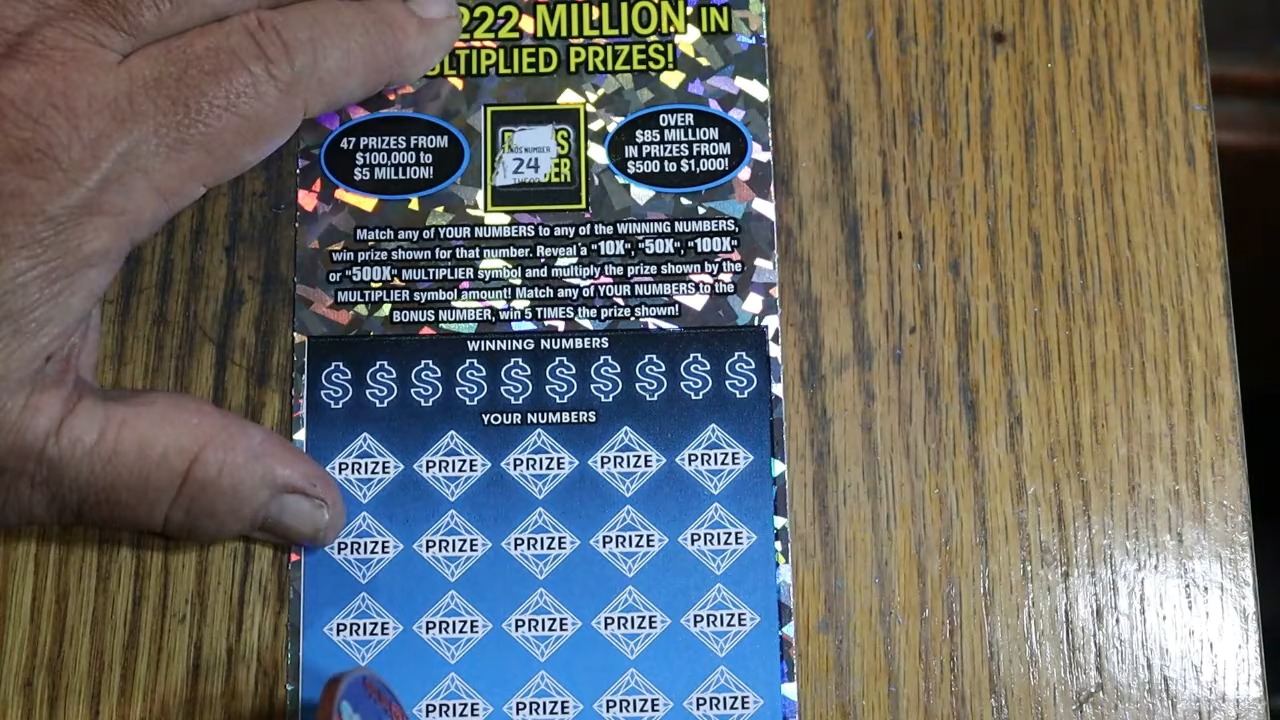 222 MILLION IN
ULTIPLIED PRIZES!
47 PRIZES FROM
$100,000 to
$5 MILLION!
NUMBER
24
OVER
$85 MILLION
IN PRIZES FROM
$500 to $1,000!
Match any of YOUR NUMBERS to any of the WINNING NUMBERS,
win prize shown for that number. Reveal a "10X", "50X", "100X"
or "500X" MULTIPLIER symbol and multiply the prize shown by the
MULTIPLIER symbol amount! Match any of YOUR NUMBERS to the
BONUS NUMBER, win 5 TIMES the prize shown!
WINNING NUMBERS
$ $ $ $ $ $ $ $ $ $
YOUR NUMBERS
PRIZE PRIZE PRIZE PRIZE PRIZE
PRIZE PRIZE PRIZE PRIZE PRIZE
PRIZE PRIZE PRIZE PRIZE PRIZE
PRIZE PRIZE PRIZE PRIZE